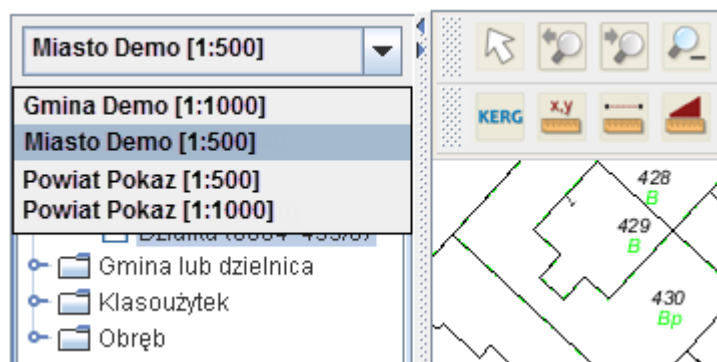 Miasto Demo [1:500]
Gmina Demo [1:1000]
Miasto Demo [1:500]
Powiat Pokaz [1:500]
Powiat Pokaz [1:1000]
Gmina lub dzielnica
Klasoużytek
Obręb
KERG
x,y
428
B
429
B
430
Bp